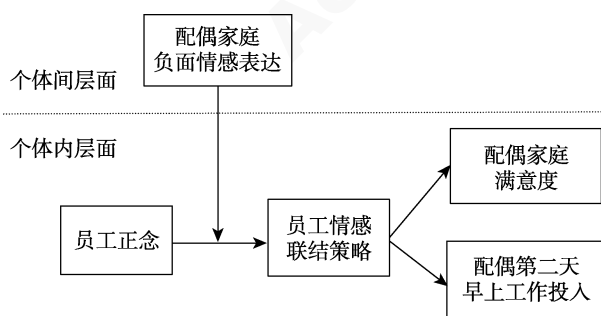 配偶家庭
负面情感表达
个体间层面
个体内层面
配偶家庭
满意度
员工正念
员工情感
联结策略
配偶第二天
早上工作投入